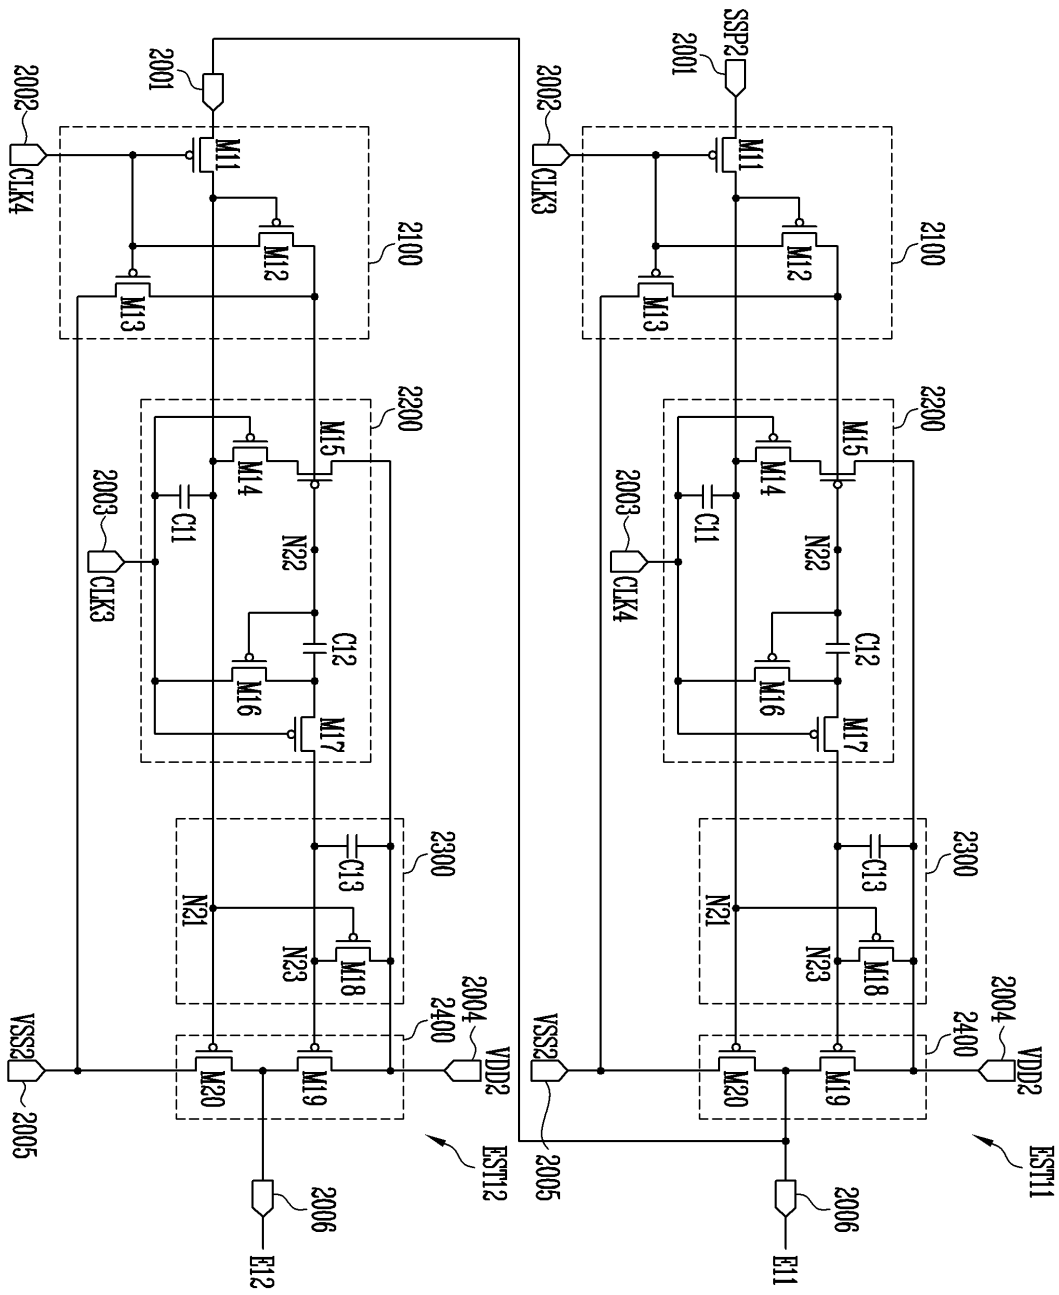 EST11
SSP2
2001
2002
CLK3
M11
M12
M13
2100
2200
M15
M14
C11
2003
CLK4
N22
C12
M16
M17
2300
C13
M18
N21
N23
2004
VDD2
2400
M19
M20
VSS2
2005
2006
E11
EST12
2001
2002
CLK4
M11
M12
M13
2100
2200
M15
M14
C11
2003
CLK3
N22
C12
M16
M17
2300
C13
M18
N21
N23
2004
VDD2
2400
M19
M20
VSS2
2005
2006
E12